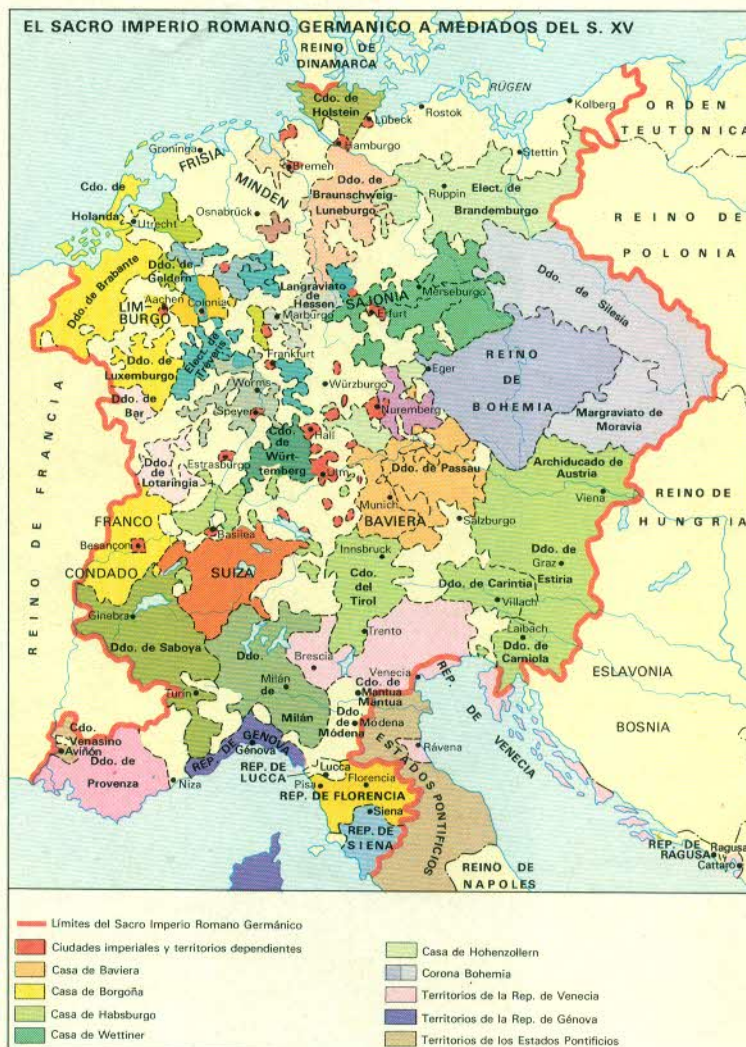 EL SACRO IMPERIO ROMANO GERMANICO A MEDIADOS DEL S. XV
REINO DE
DINAMARCA
RÜGEN
Cdo. de
Holstein
Lübeck
Rostok
Kolberg
ORDEN
TEUTONICA
Hamburgo
Stettin
Groninga
FRISIA
Bremen
MINDEN
Ddo. de
Braunschweig-
Luneburgo
Ruppin
Elect. de
Brandemburgo
Cdo. de
Holanda
Utrecht
Osnabrück
REINO DE
POLONIA
Ddo. de Brabante
Ddo. de
Geldern
Aachen
Colonia
LIM-
BURGO
Langraviato
de
Hessen
Marburgo
SAJONIA
Merseburgo
Erfurt
Ddo. de Silesia
Elect. de
Tréveris
Frankfurt
Ddo. de
Luxemburgo
Ddo. de
Bar
Worms
Speyer
Würzburgo
Eger
REINO
DE
BOHEMIA
Nuremberg
Margraviato de
Moravia
REINO DE FRANCIA
Ddo.
de
Lotaringia
Estrasburgo
Cdo.
de
Würt-
temberg
Hall
Ulm
Ddo. de Passau
Munich
BAVIERA
Archiducado de
Austria
Viena
REINO DE
HUNGRIA
FRANCO
Besançon
CONDADO
Basilea
SUIZA
Salzburgo
Innsbruck
Cdo.
del
Tirol
Ddo.
de
Graz
Estiria
Ddo. de Carintia
Villach
Ginebra
Ddo. de Saboya
Trento
Laibach
Ddo. de
Carniola
Ddo.
de
Milán
Milán
Brescia
Venecia
REP. DE VENECIA
Cdo. de
Mantua
Mantua
ESLAVONIA
BOSNIA
Turín
Ddo.
de
Módena
Módena
Cdo.
Venasino
Aviñón
Ddo. de
Provenza
Niza
REP. DE GENOVA
Génova
REP. DE
LUCCA
Lucca
Pisa
Florencia
REP. DE FLORENCIA
Siena
REP. DE
SIENA
Rávena
ESTADOS PONTIFICIOS
REINO DE
NAPOLES
REP. DE
RAGUSA
Ragusa
Cattaro
Límites del Sacro Imperio Romano Germánico
Ciudades imperiales y territorios dependientes
Casa de Baviera
Casa de Borgoña
Casa de Habsburgo
Casa de Wettiner
Casa de Hohenzollern
Corona Bohemia
Territorios de la Rep. de Venecia
Territorios de la Rep. de Génova
Territorios de los Estados Pontificios